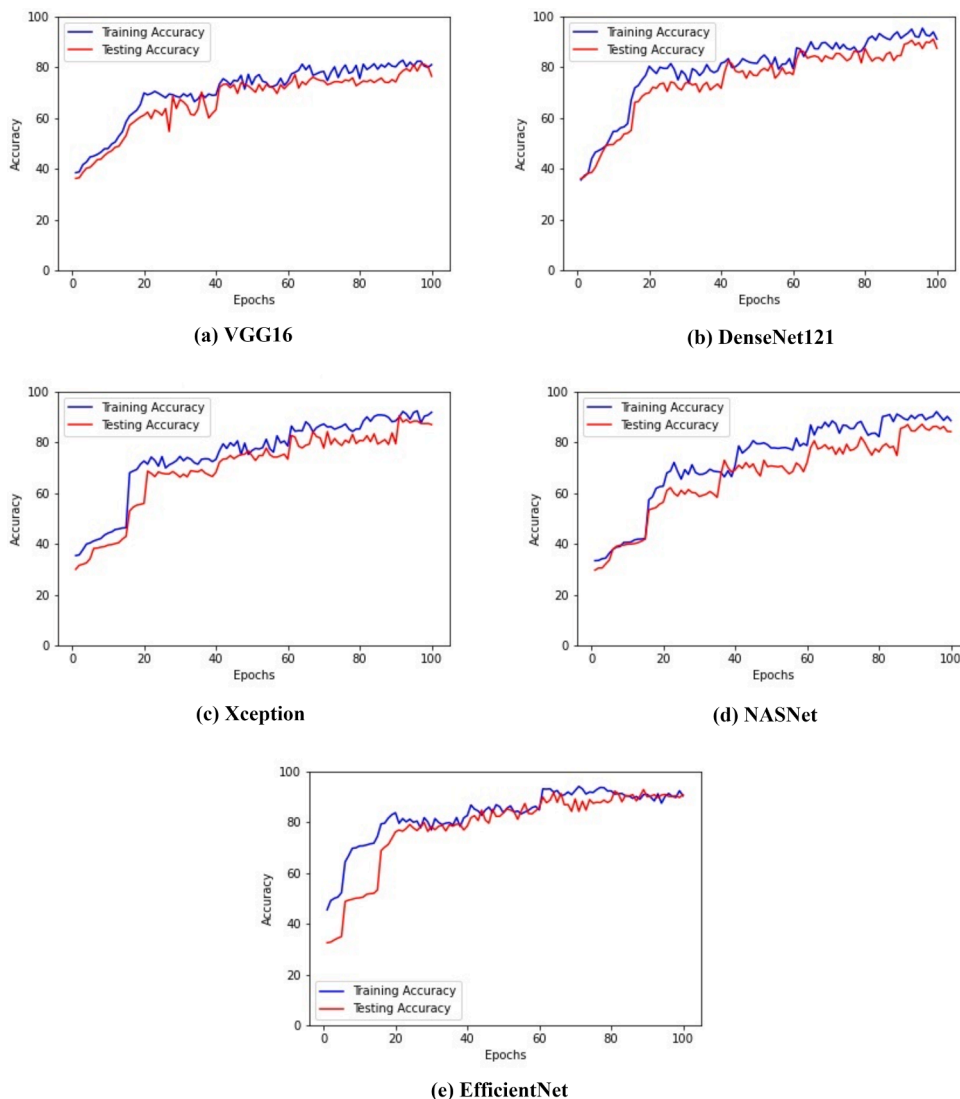 100
80
60
40
20
0
Accuracy
Training Accuracy
Testing Accuracy
0 20 40 60 80 100
Epochs
(a) VGG16
100
80
60
40
20
0
Accuracy
Training Accuracy
Testing Accuracy
0 20 40 60 80 100
Epochs
(b) DenseNet121
100
80
60
40
20
0
Accuracy
Training Accuracy
Testing Accuracy
0 20 40 60 80 100
Epochs
(c) Xception
100
80
60
40
20
0
Accuracy
Training Accuracy
Testing Accuracy
0 20 40 60 80 100
Epochs
(d) NASNet
100
80
60
40
20
0
Accuracy
Training Accuracy
Testing Accuracy
0 20 40 60 80 100
Epochs
(e) EfficientNet